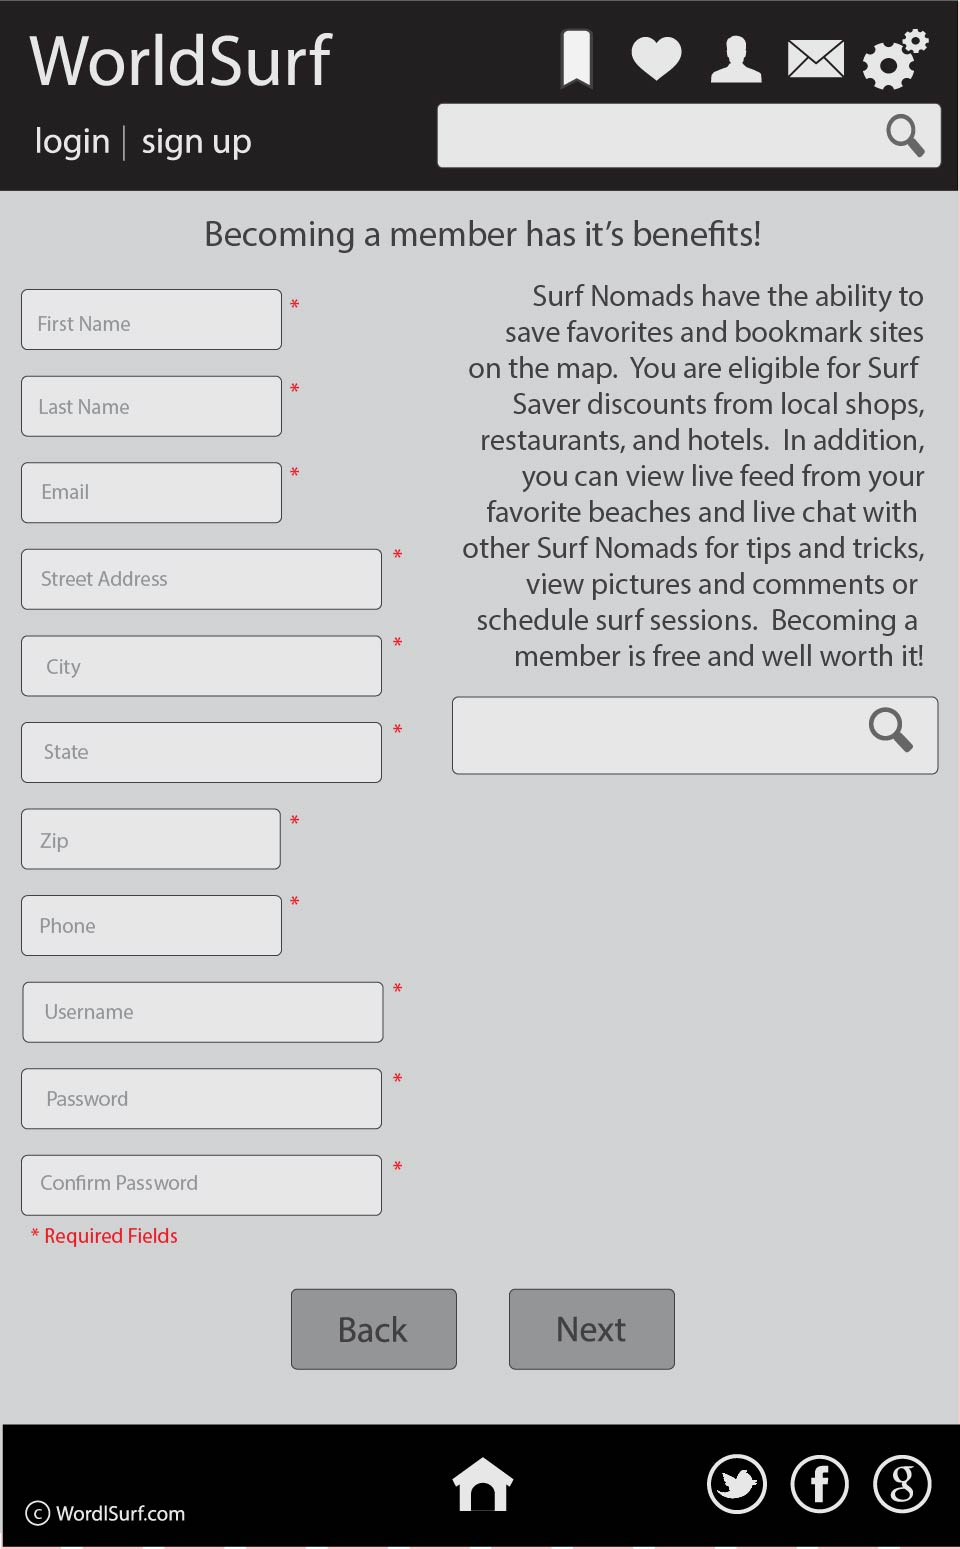 WorldSurf
login | sign up
Becoming a member has it's benefits!
First Name *
Last Name *
Email *
Street Address *
City *
State *
Zip *
Phone *
Username *
Password *
Confirm Password *
* Required Fields
Surf Nomads have the ability to
save favorites and bookmark sites
on the map. You are eligible for Surf
Saver discounts from local shops,
restaurants, and hotels. In addition,
you can view live feed from your
favorite beaches and live chat with
other Surf Nomads for tips and tricks,
view pictures and comments or
schedule surf sessions. Becoming a
member is free and well worth it!
Back
Next
© WordlSurf.com
f
g